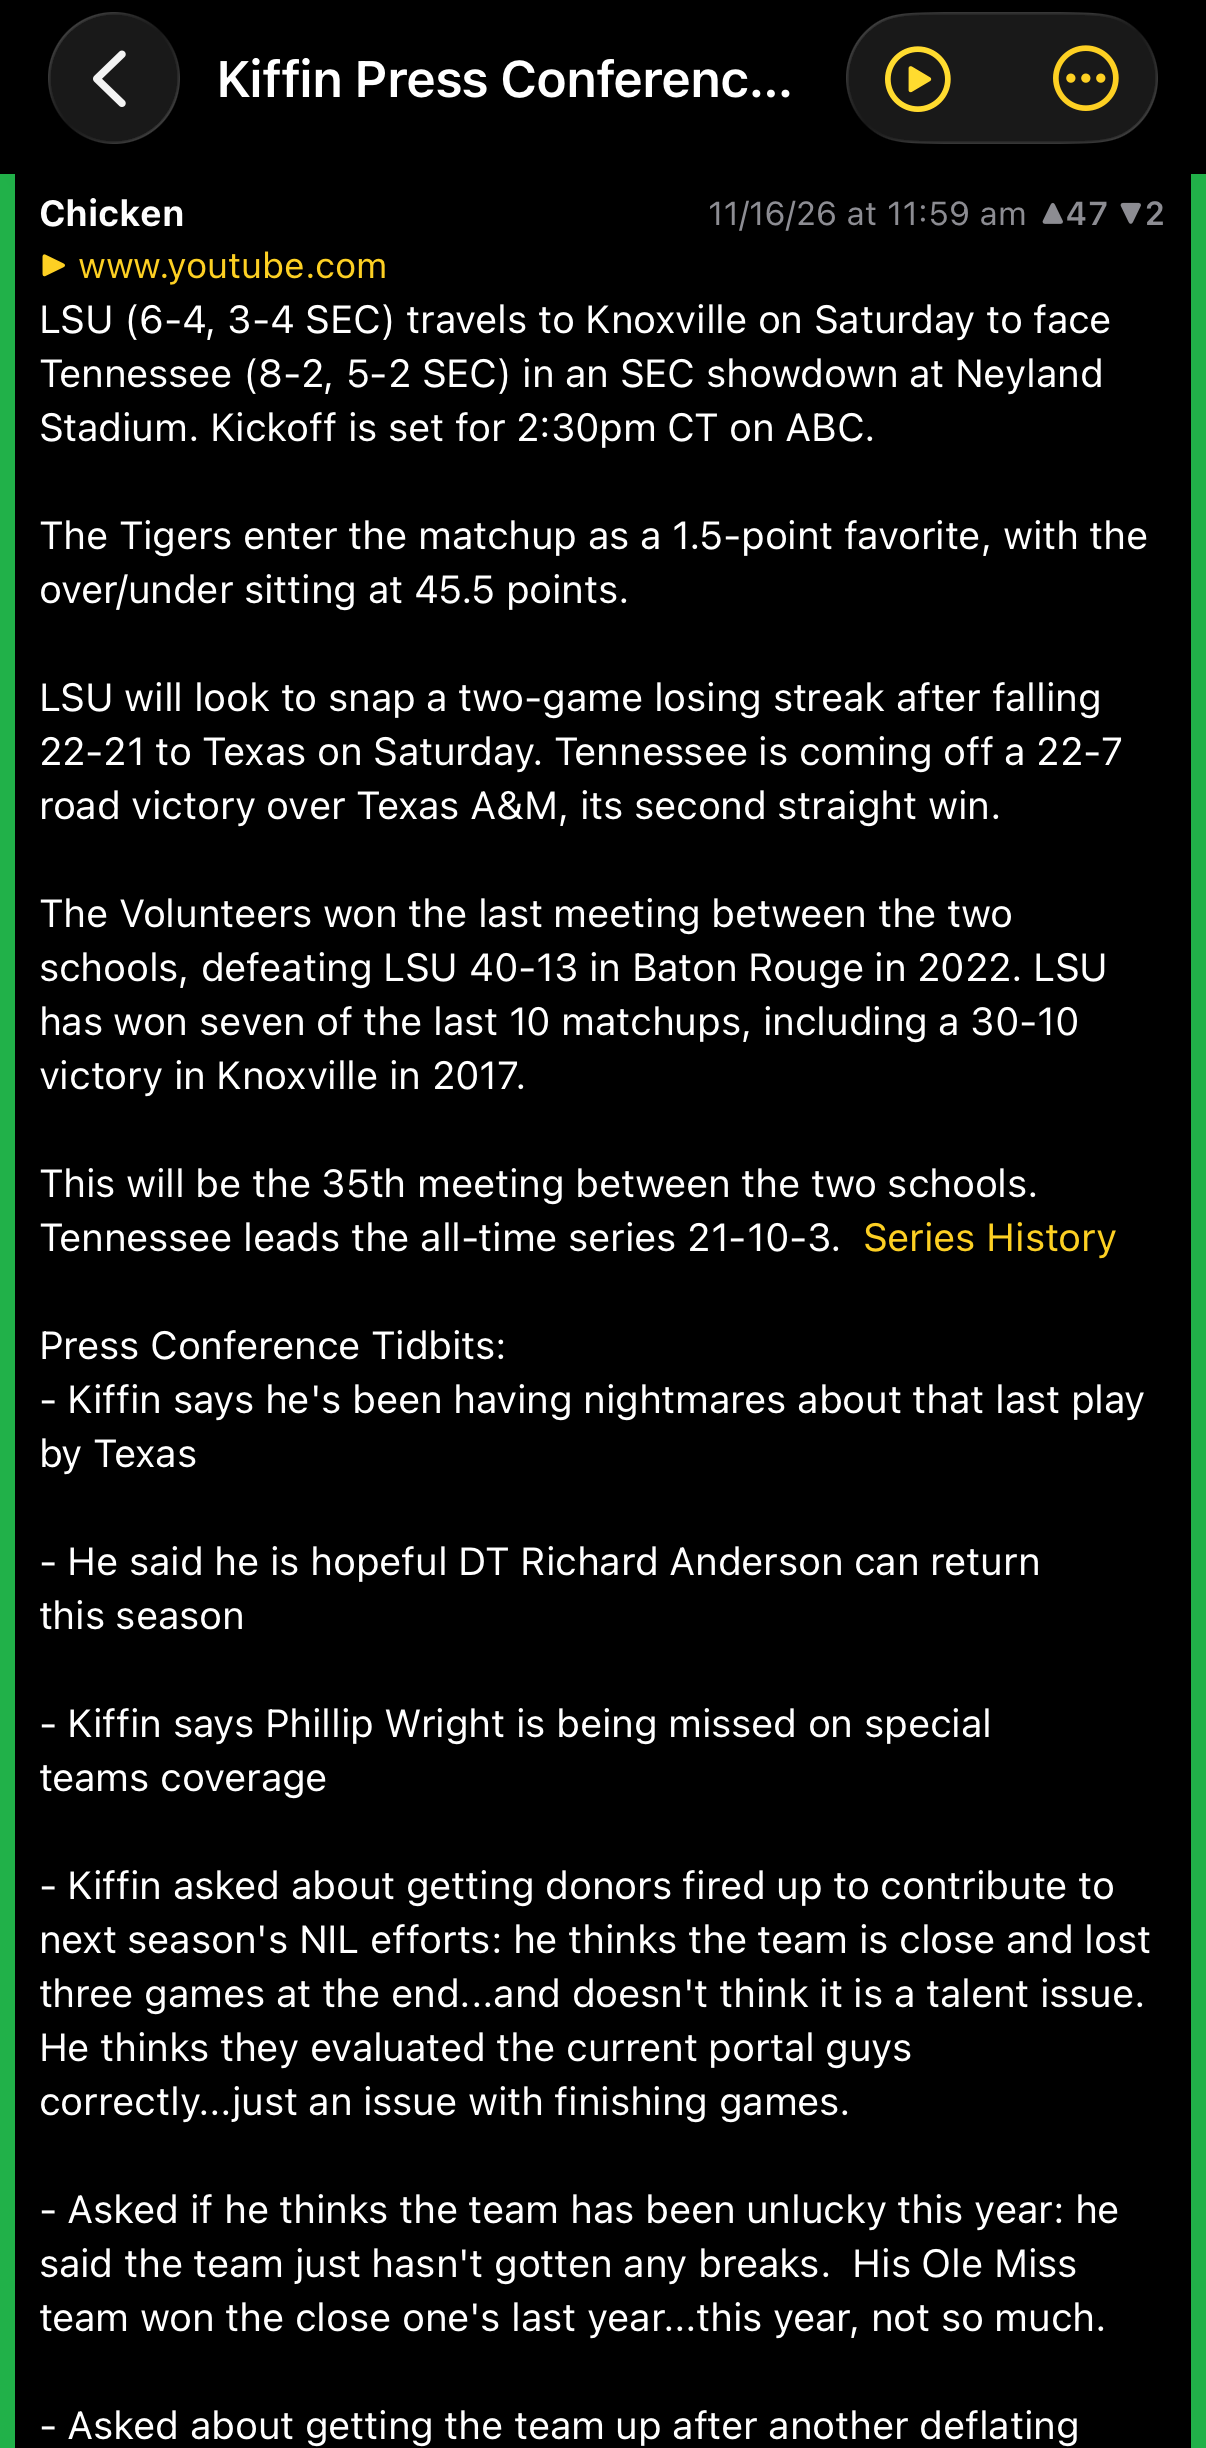 Kiffin Press Conferenc...
Chicken
11/16/26 at 11:59 am ▲47 ▼2
www.youtube.com
LSU (6-4, 3-4 SEC) travels to Knoxville on Saturday to face
Tennessee (8-2, 5-2 SEC) in an SEC showdown at Neyland
Stadium. Kickoff is set for 2:30pm CT on ABC.
The Tigers enter the matchup as a 1.5-point favorite, with the
over/under sitting at 45.5 points.
LSU will look to snap a two-game losing streak after falling
22-21 to Texas on Saturday. Tennessee is coming off a 22-7
road victory over Texas A&M, its second straight win.
The Volunteers won the last meeting between the two
schools, defeating LSU 40-13 in Baton Rouge in 2022. LSU
has won seven of the last 10 matchups, including a 30-10
victory in Knoxville in 2017.
This will be the 35th meeting between the two schools.
Tennessee leads the all-time series 21-10-3.  Series History
Press Conference Tidbits:
- Kiffin says he's been having nightmares about that last play
by Texas
- He said he is hopeful DT Richard Anderson can return
this season
- Kiffin says Phillip Wright is being missed on special
teams coverage
- Kiffin asked about getting donors fired up to contribute to
next season's NIL efforts: he thinks the team is close and lost
three games at the end...and doesn't think it is a talent issue.
He thinks they evaluated the current portal guys
correctly...just an issue with finishing games.
- Asked if he thinks the team has been unlucky this year: he
said the team just hasn't gotten any breaks.  His Ole Miss
team won the close one's last year...this year, not so much.
- Asked about getting the team up after another deflating